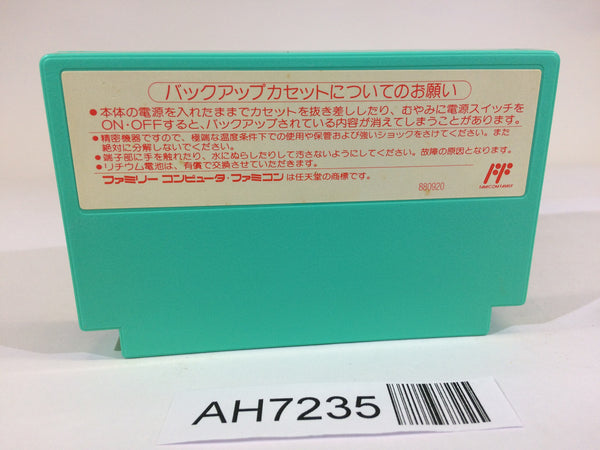 バックアップカセットについてのお願い
●本体の電源を入れたままでカセットを抜き差ししたり、むやみに電源スイッチを
ON・OFFすると、バックアップされている内容が消えてしまうことがあります。
●精密機器ですので、極端な温度条件下での使用や保管および強いショックをさけてください。また
絶対に分解しないでください。
●端子部に手を触れたり、水にぬらしたりして汚さないようにしてください。故障の原因となります。
●リチウム電池は、有償で交換させていただきます。
ファミリーコンピュータ・ファミコンは任天堂の商標です。
880920
FAMICOM FAMILY
AH7235